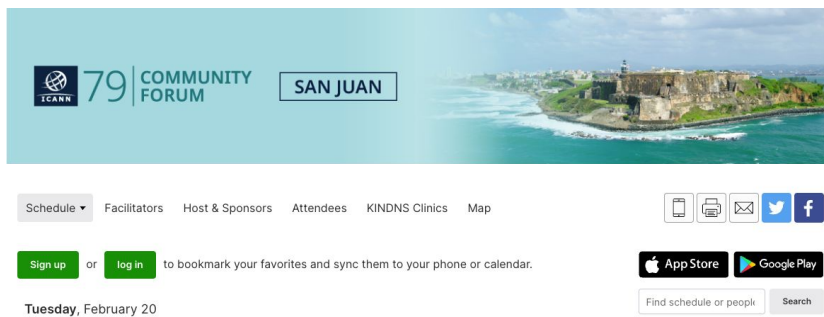 ICANN
79 COMMUNITY FORUM
SAN JUAN
Schedule Facilitators Host & Sponsors Attendees KINDNS Clinics Map
Sign up or log in to bookmark your favorites and sync them to your phone or calendar.
App Store Google Play
Tuesday, February 20
Find schedule or people Search